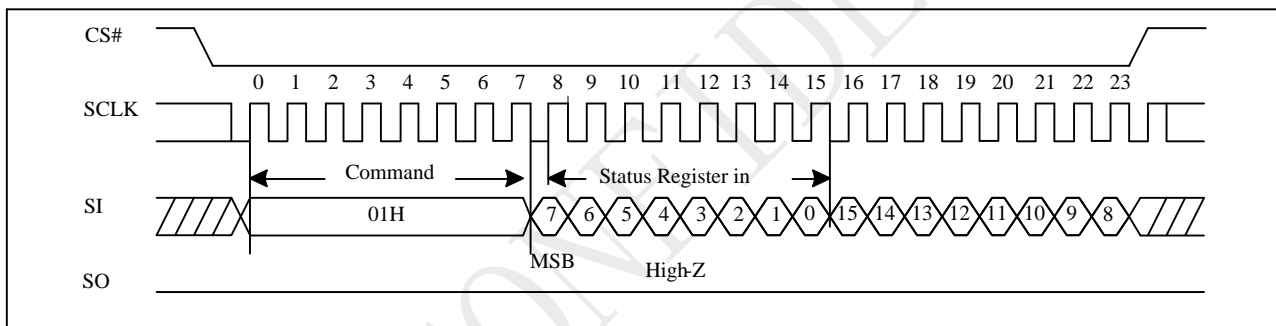 CS#
0 1 2 3 4 5 6 7 8 9 10 11 12 13 14 15 16 17 18 19 20 21 22 23
SCLK
Command Status Register in
SI 01H 7 6 5 4 3 2 1 0 15 14 13 12 11 10 9 8
MSB High-Z
SO